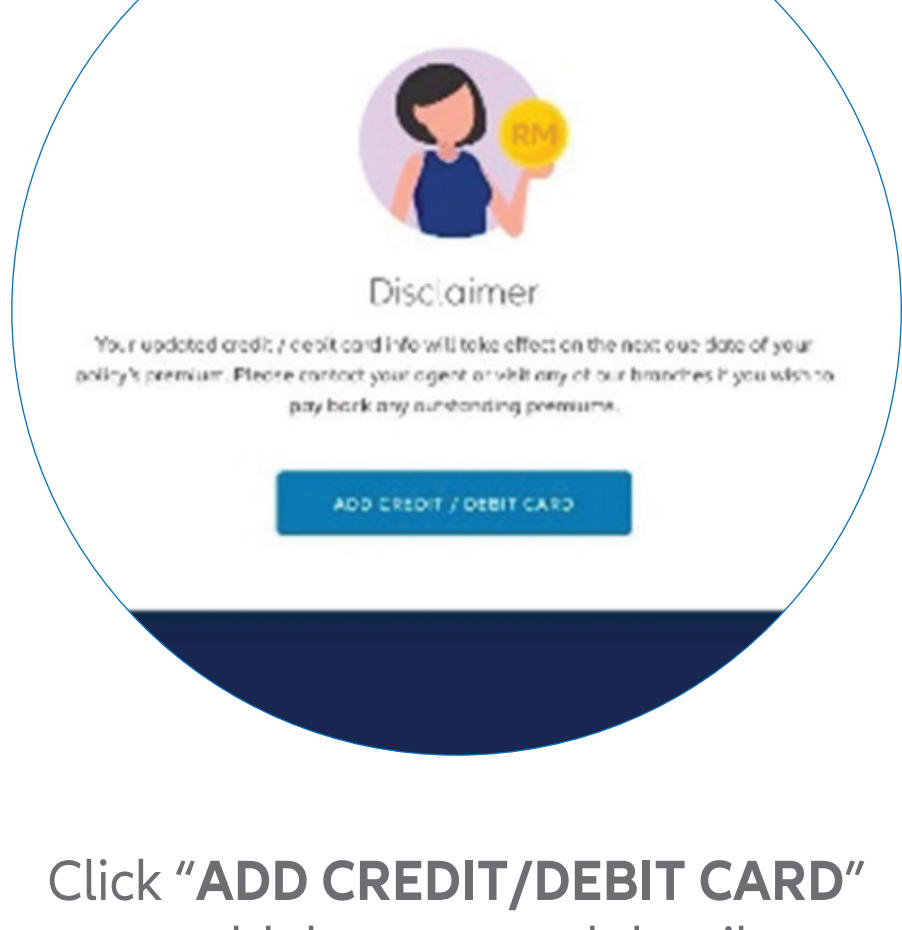 RM
Disclaimer
Your updated credit / debit card info will take effect on the next due date of your
policy's premium. Please contact your agent or visit any of our branches if you wish to
pay back any outstanding premiums.
ADD CREDIT / DEBIT CARD
Click “ADD CREDIT/DEBIT CARD”